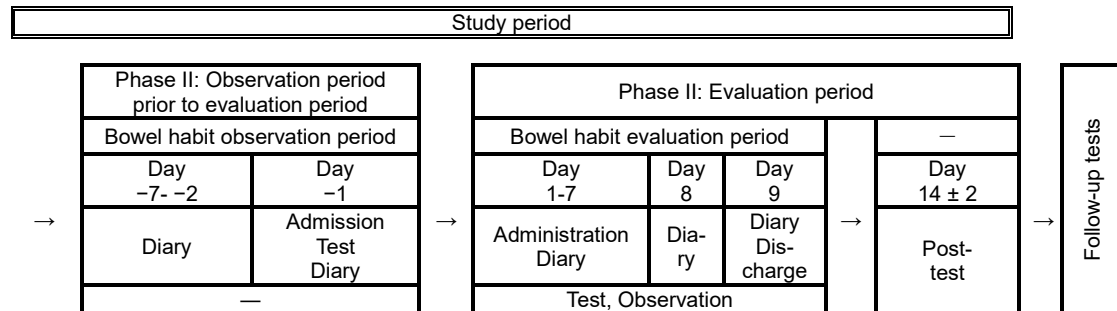 Study period
Phase II: Observation period
prior to evaluation period
Phase II: Evaluation period
Bowel habit observation period
Bowel habit evaluation period
—
Day
−7- −2
Day
−1
Day
1-7
Day
8
Day
9
Day
14 ± 2
→
Diary
Admission
Test
Diary
→
Administration
Diary
Dia-
ry
Diary
Dis-
charge
→
Post-
test
→
Follow-up tests
—
Test, Observation